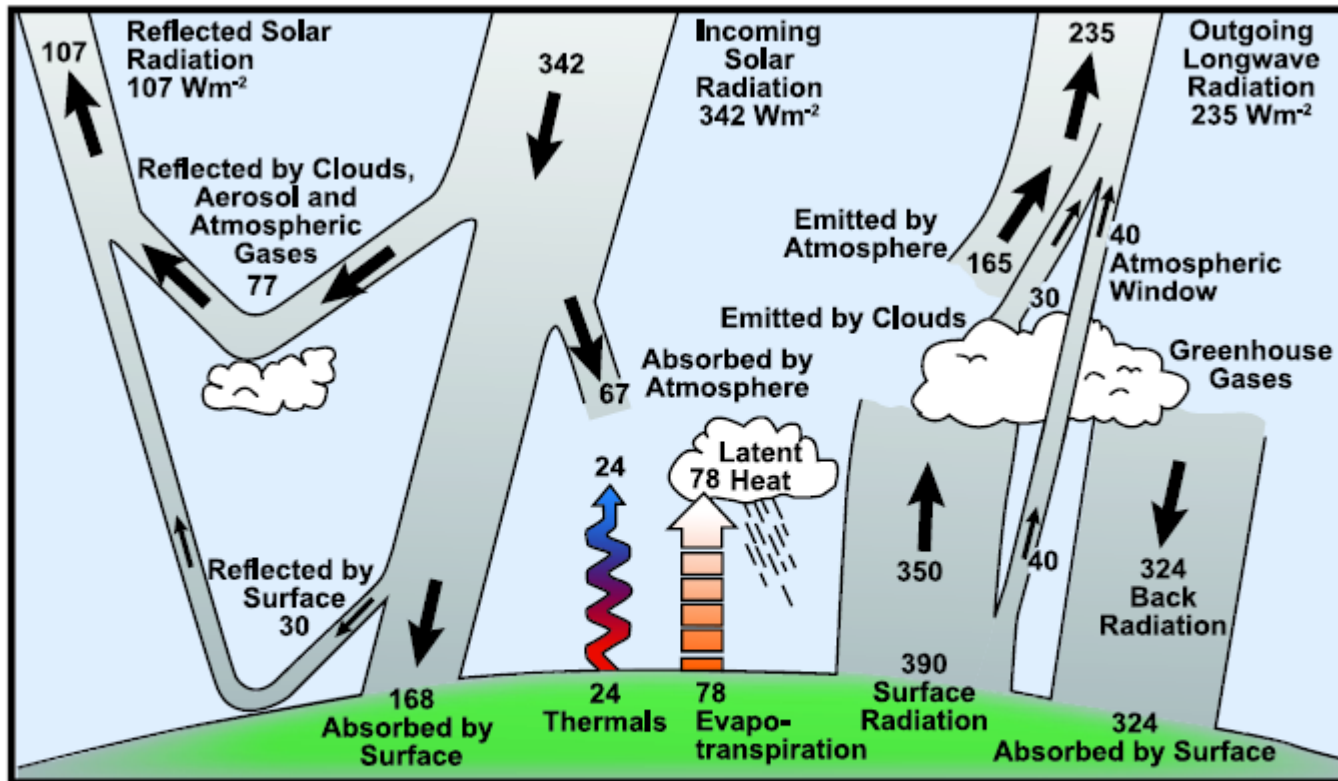 107
Reflected Solar
Radiation
107 Wm-2
342
Incoming
Solar
Radiation
342 Wm-2
235
Outgoing
Longwave
Radiation
235 Wm-2
Reflected by Clouds,
Aerosol and
Atmospheric
Gases
77
Emitted by
Atmosphere
165
40
Atmospheric
Window
30
Emitted by Clouds
Greenhouse
Gases
Absorbed by
Atmosphere
67
24
78
Latent
Heat
Reflected by
Surface
30
350
40
324
Back
Radiation
168
Absorbed by
Surface
24
Thermals
78
Evapo-
transpiration
390
Surface
Radiation
324
Absorbed by Surface